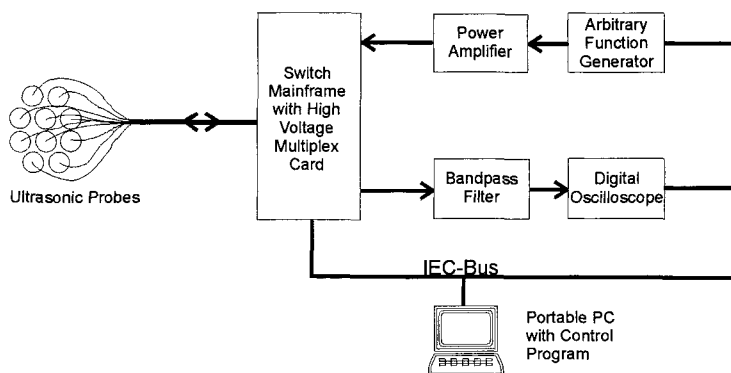 Ultrasonic Probes
Switch
Mainframe
with High
Voltage
Multiplex
Card
Power
Amplifier
Arbitrary
Function
Generator
Bandpass
Filter
Digital
Oscilloscope
IEC-Bus
Portable PC
with Control
Program